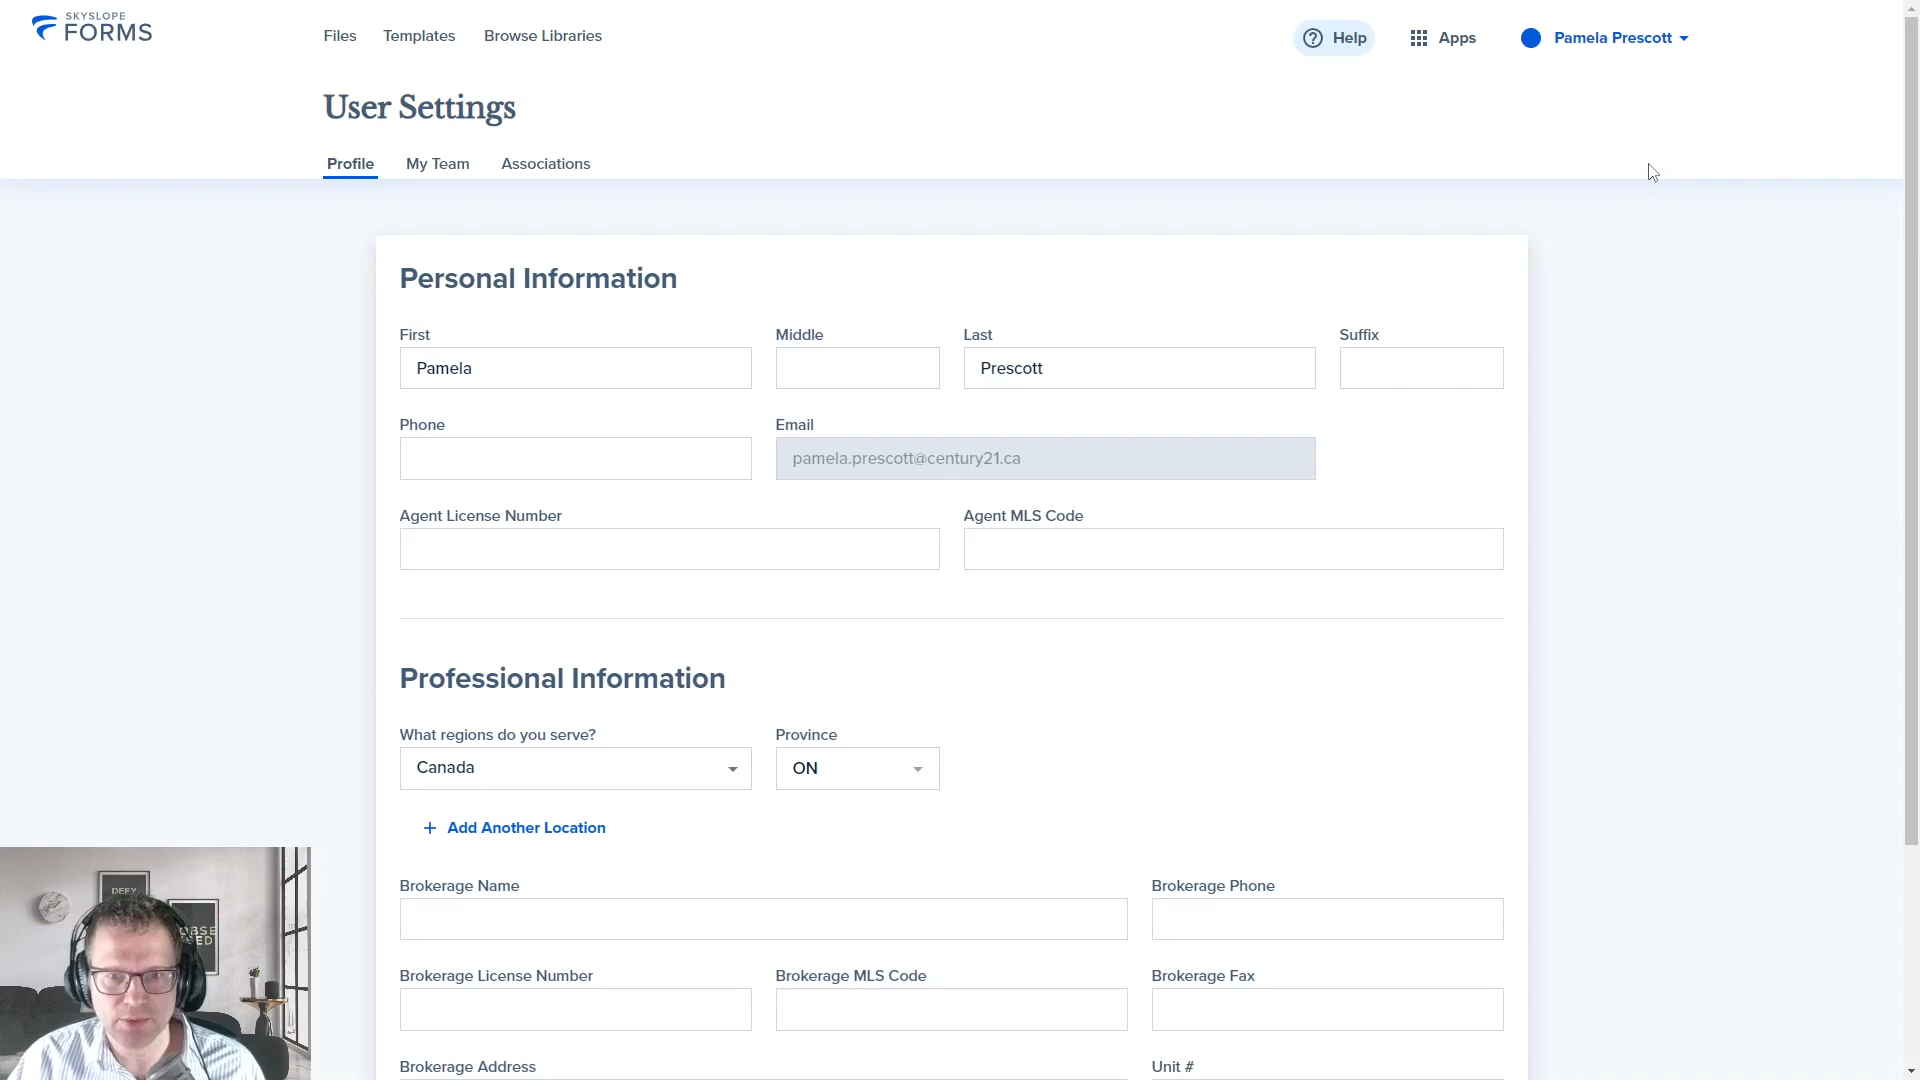 SKYSLOPE
FORMS
Files
Templates
Browse Libraries
Help
Apps
Pamela Prescott
User Settings
Profile
My Team
Associations
Personal Information
First
Middle
Last
Suffix
Pamela
Prescott
Phone
Email
pamela.prescott@century21.ca
Agent License Number
Agent MLS Code
Professional Information
What regions do you serve?
Province
Canada
ON
+ Add Another Location
Brokerage Name
Brokerage Phone
Brokerage License Number
Brokerage MLS Code
Brokerage Fax
Brokerage Address
Unit #
DEFY